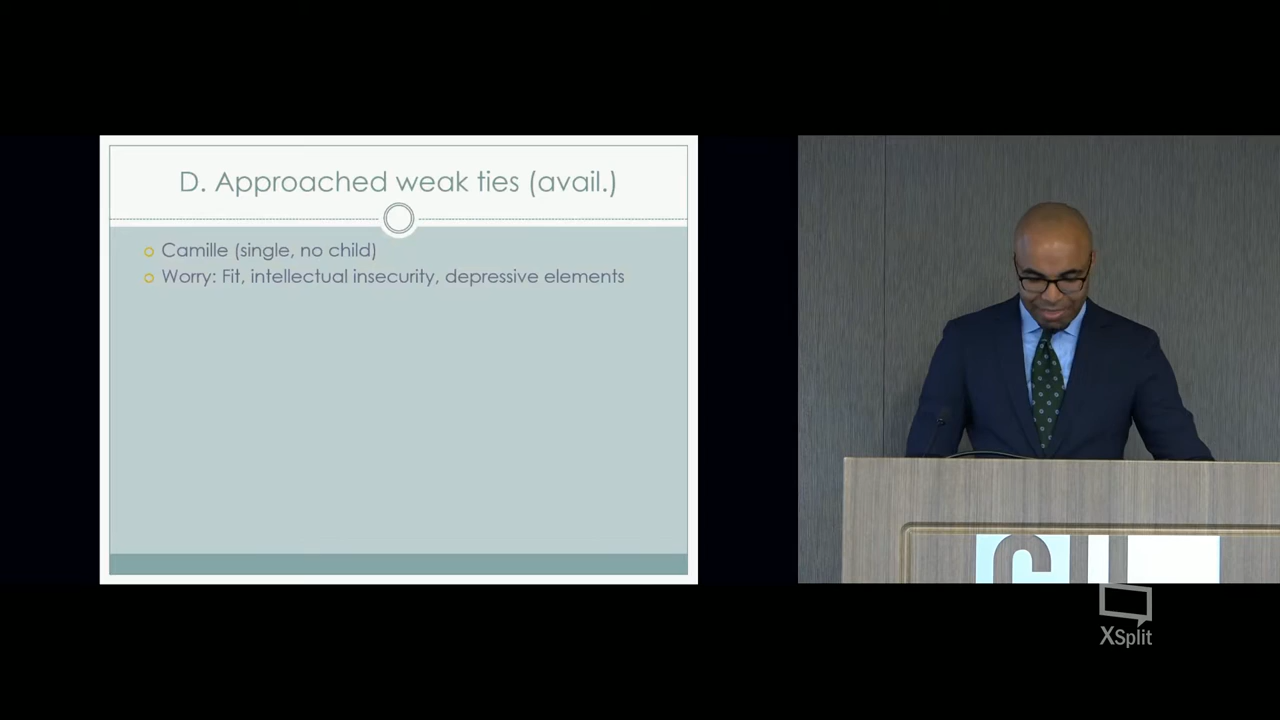 D. Approached weak ties (avail.)
Camille (single, no child)
Worry: Fit, intellectual insecurity, depressive elements
XSplit